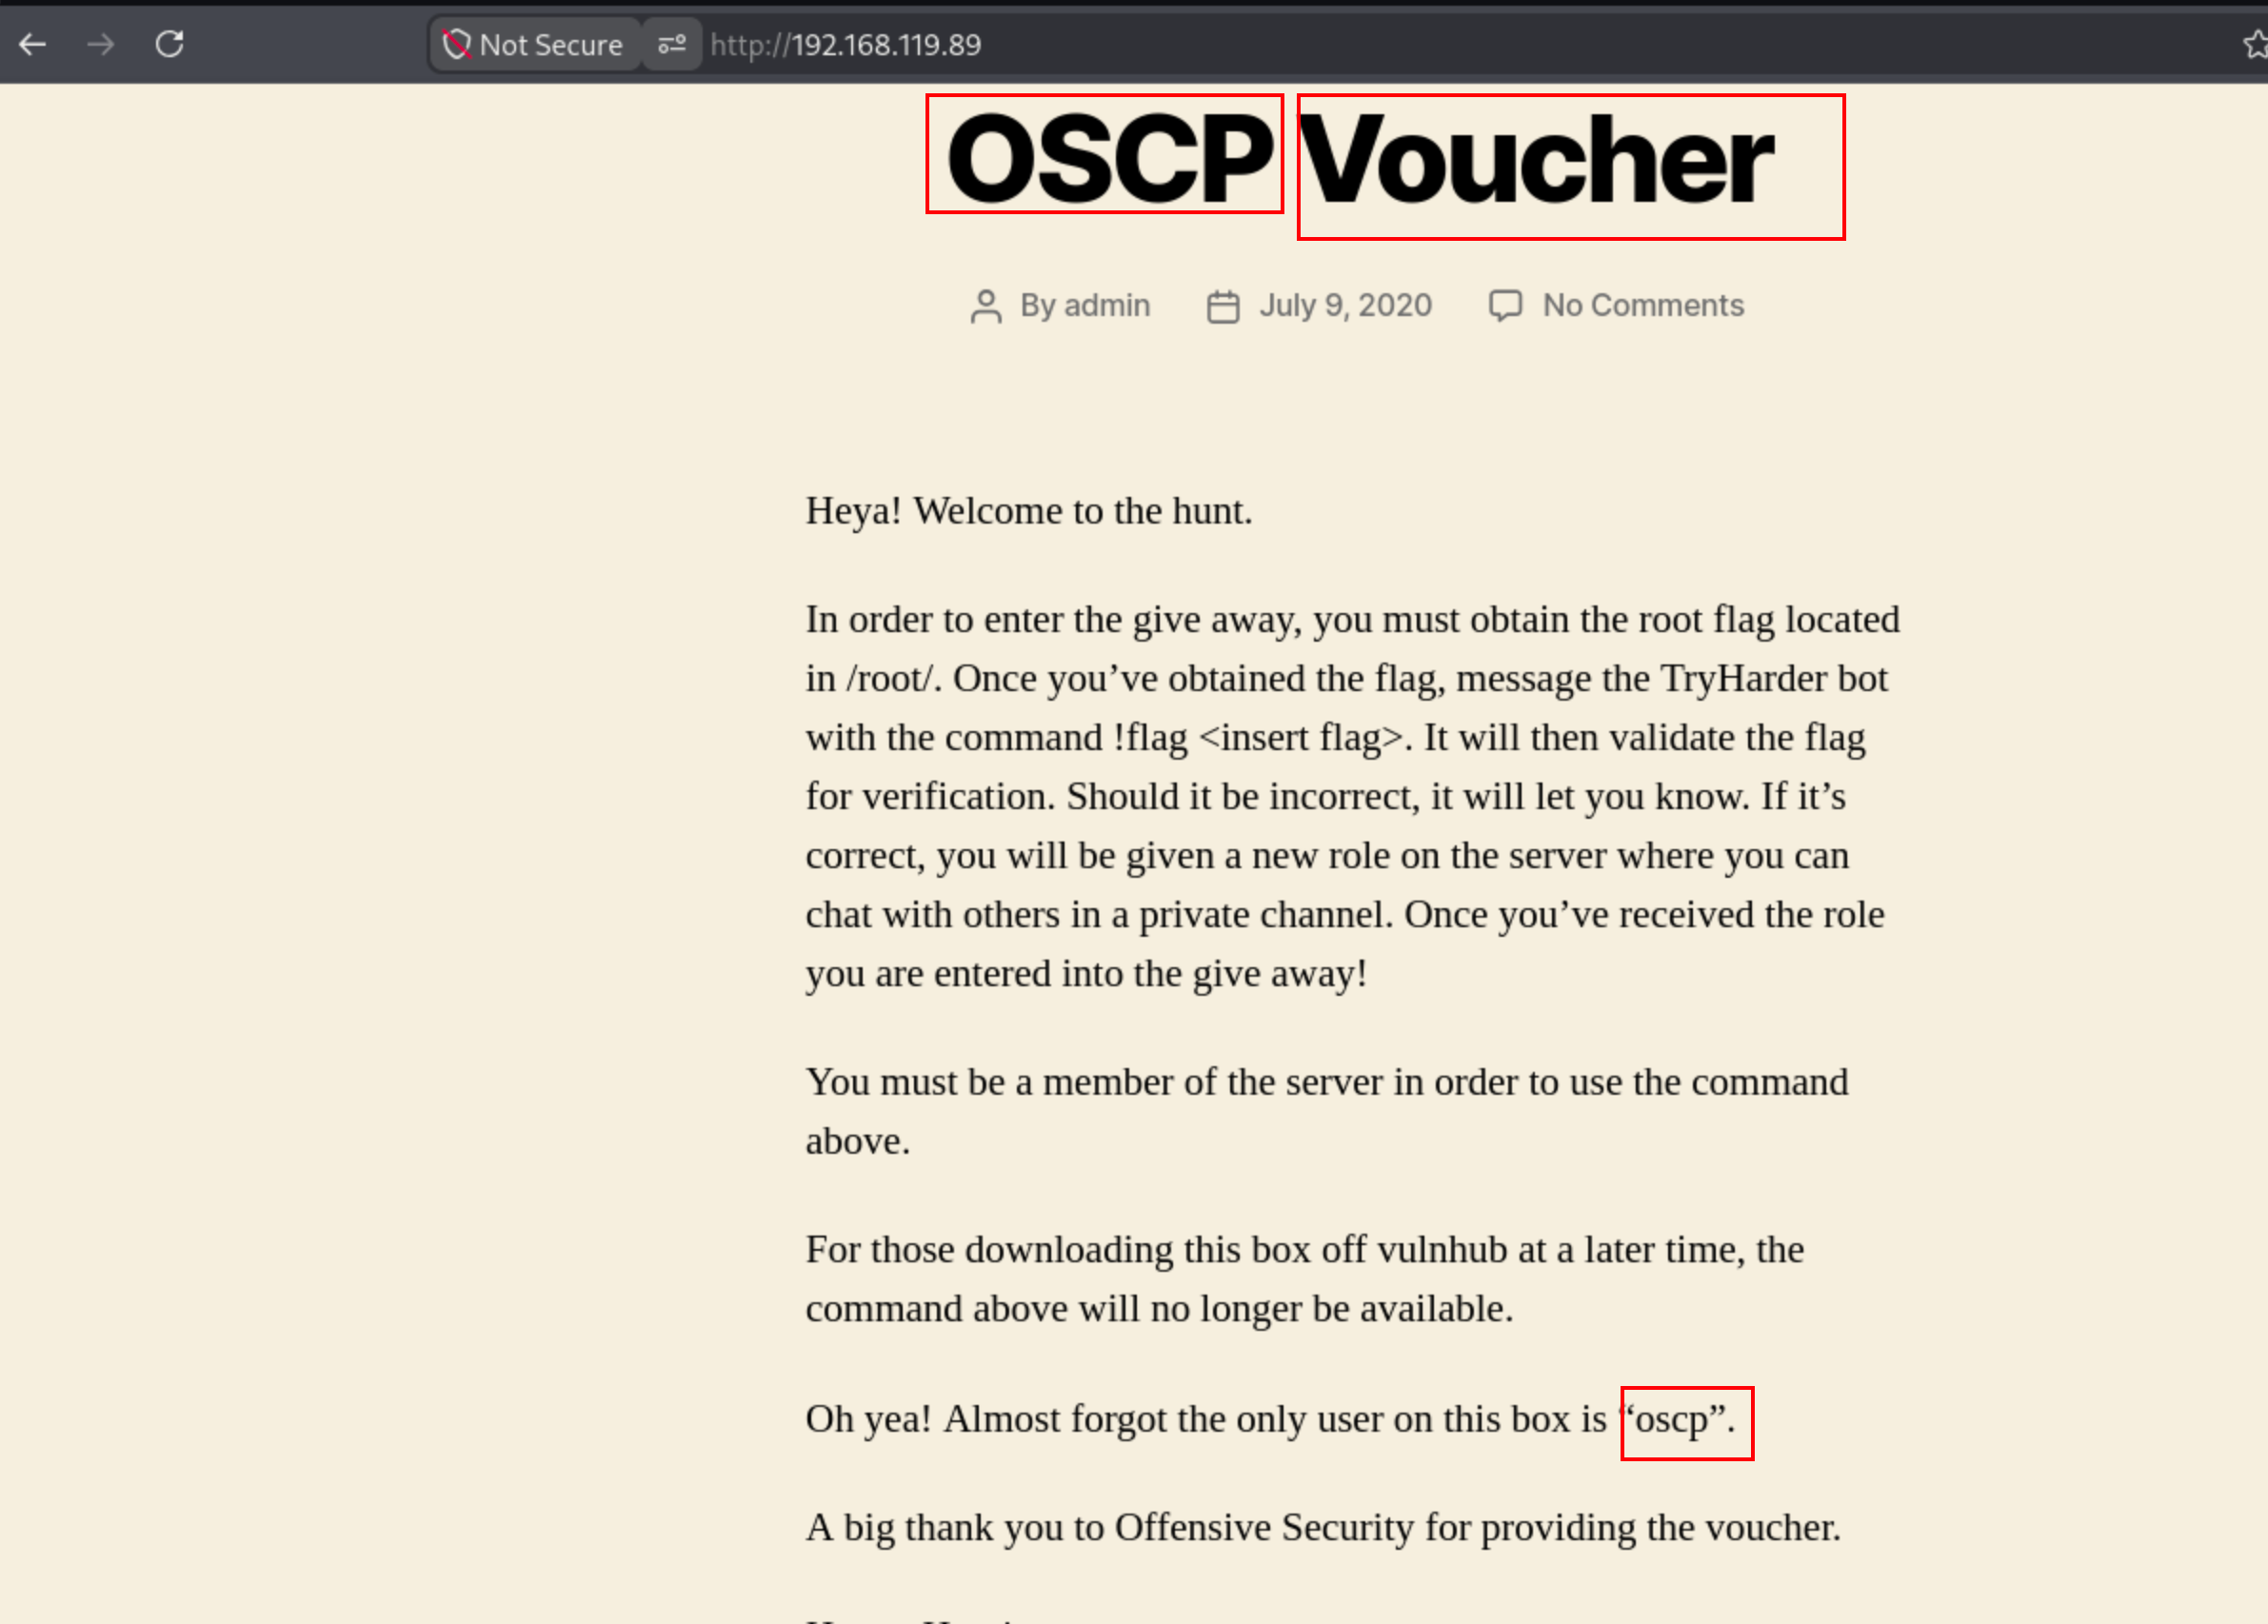 Not Secure http://192.168.119.89
OSCP Voucher
By admin July 9, 2020 No Comments
Heya! Welcome to the hunt.
In order to enter the give away, you must obtain the root flag located
in /root/. Once you’ve obtained the flag, message the TryHarder bot
with the command !flag <insert flag>. It will then validate the flag
for verification. Should it be incorrect, it will let you know. If it’s
correct, you will be given a new role on the server where you can
chat with others in a private channel. Once you’ve received the role
you are entered into the give away!
You must be a member of the server in order to use the command
above.
For those downloading this box off vulnhub at a later time, the
command above will no longer be available.
Oh yea! Almost forgot the only user on this box is “oscp”.
A big thank you to Offensive Security for providing the voucher.